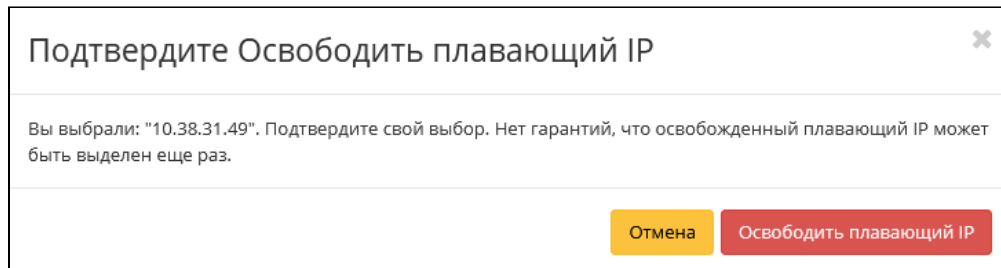 Подтвердите Освободить плавающий IP
Вы выбрали: "10.38.31.49". Подтвердите свой выбор. Нет гарантий, что освобожденный плавающий IP может
быть выделен еще раз.
Отмена
Освободить плавающий IP